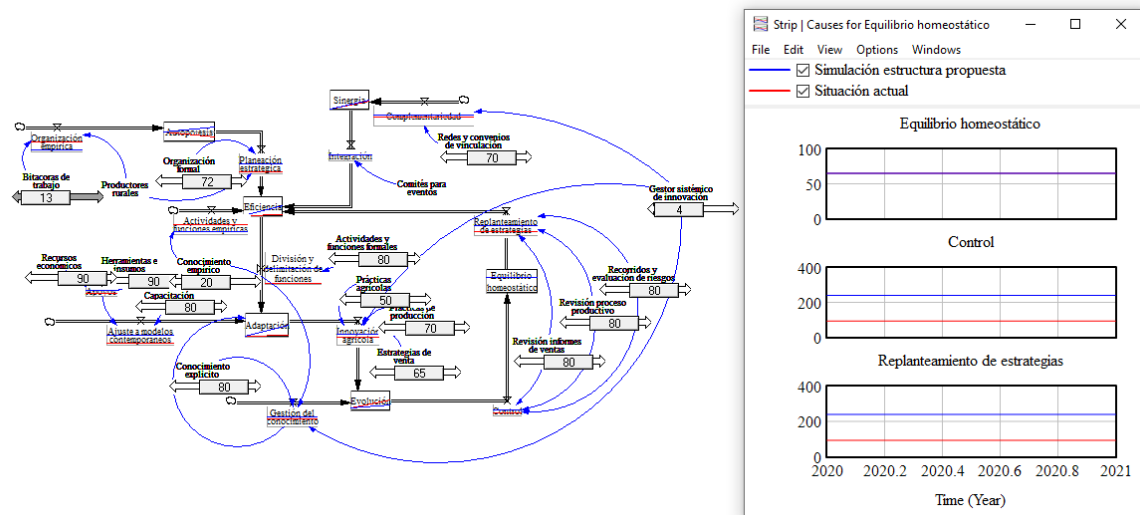 Sinergia
Complementariedad
Autopoiesis
Organización
empírica
Redes y convenios
de vinculación
70
Integración
Organización
formal
72
Planeación
estrategica
Bitacoras de
trabajo
13
Productores
rurales
Comités para
eventos
Gestor sistémico
de innovación
4
Eficiencia
Actividades y
funciones empíricas
Replanteamiento
de estrategias
Actividades y
funciones formales
80
Recursos
económicos
90
Herramientas e
insumos
90
Conocimiento
empírico
20
División y
delimitación de
funciones
Equilibrio
homeostático
Recorridos y
evaluación de riesgos
80
Apoyos
Capacitación
80
Prácticas
agrícolas
50
Prácticas de
producción
70
Revisión proceso
productivo
80
Ajuste a modelos
contemporaneos
Adaptación
Innovación
agrícola
Revisión informes
de ventas
80
Estrategias de
venta
65
Conocimiento
explícito
80
Evolución
Gestión del
conocimiento
Control
Strip | Causes for Equilibrio homeostático
File Edit View Options Windows
Simulación estructura propuesta
Situación actual
Equilibrio homeostático
100
50
0
Control
400
200
0
Replanteamiento de estrategias
400
200
0
2020 2020.2 2020.4 2020.6 2020.8 2021
Time (Year)